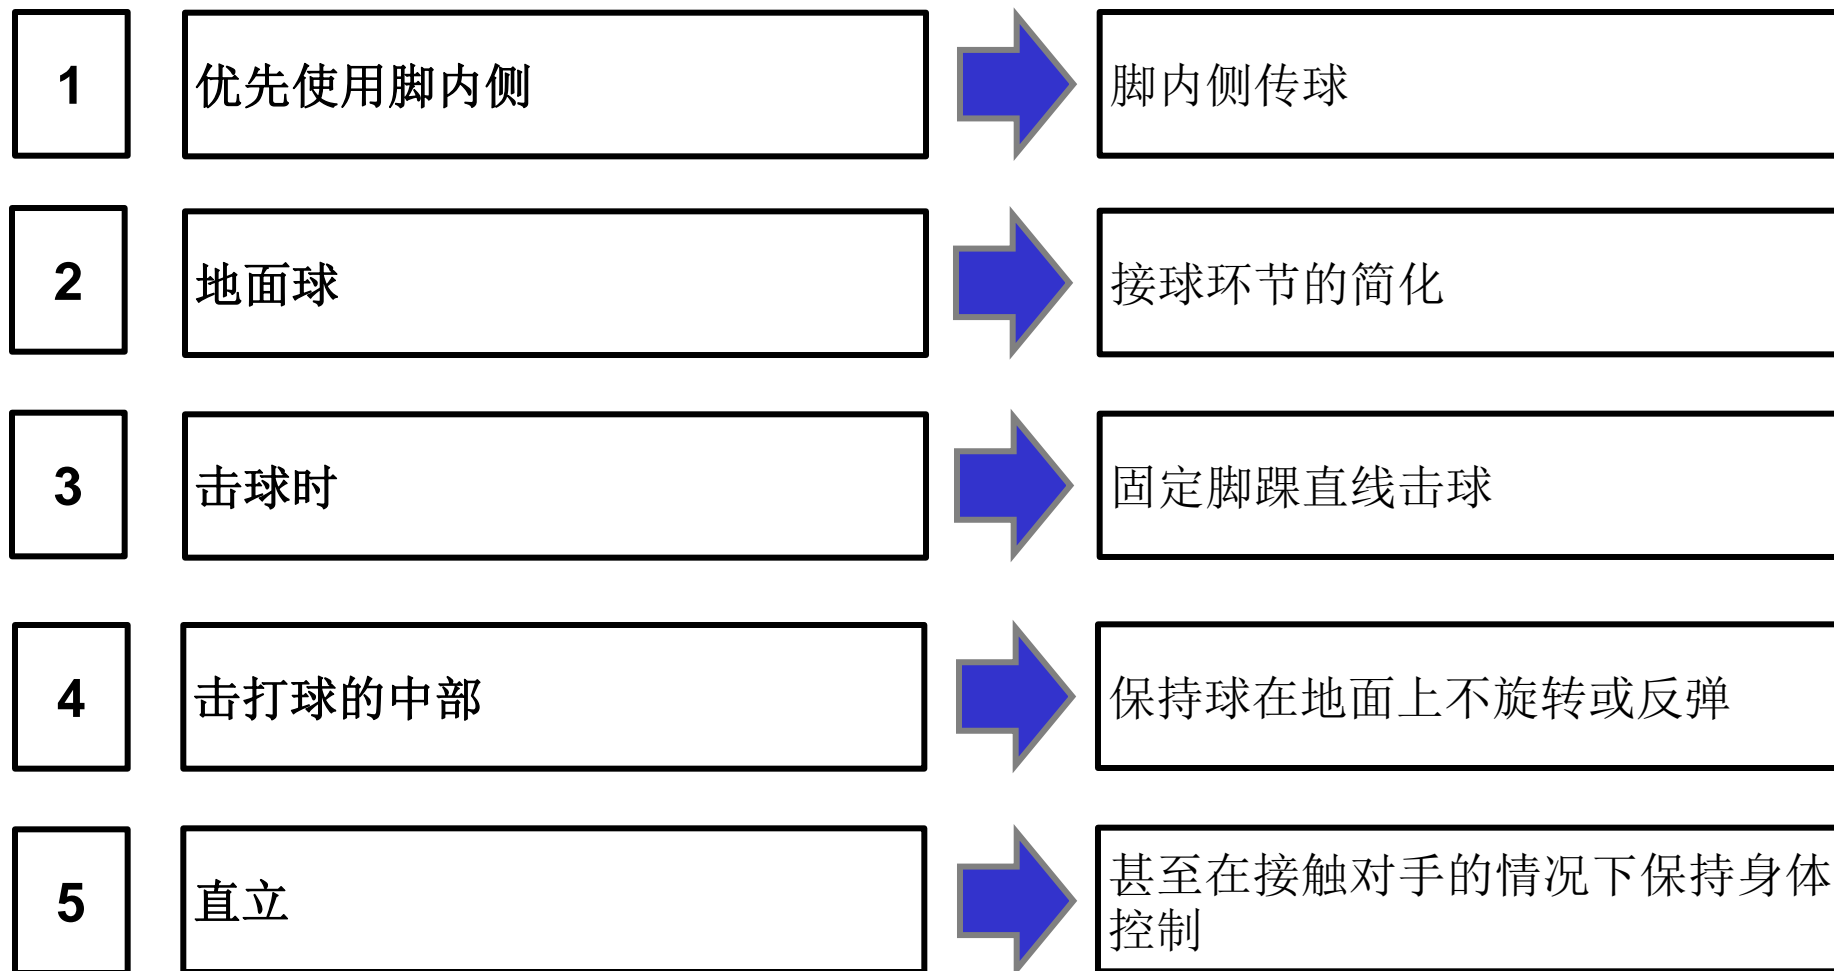 1
优先使用脚内侧
脚内侧传球
2
地面球
接球环节的简化
3
击球时
固定脚踝直线击球
4
击打球的中部
保持球在地面上不旋转或反弹
5
直立
甚至在接触对手的情况下保持身体
控制